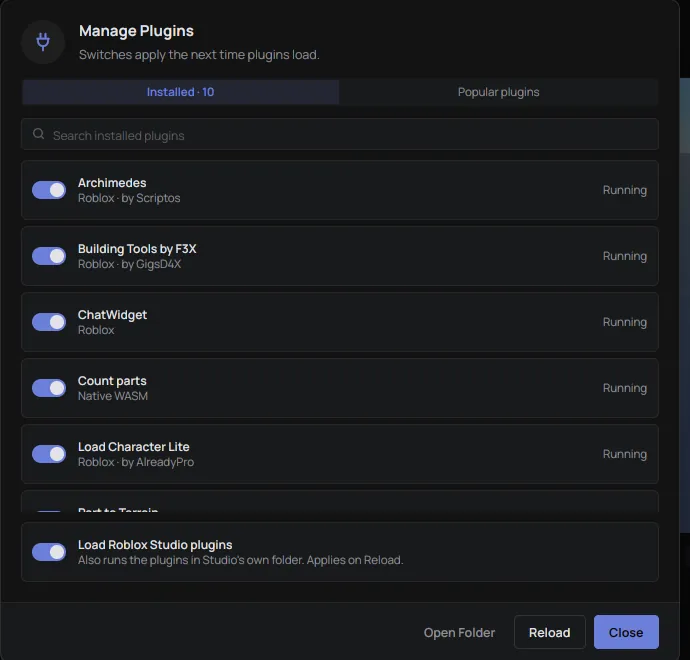 Manage Plugins
Switches apply the next time plugins load.
Installed · 10
Popular plugins
Search installed plugins
Archimedes
Roblox · by Scriptos
Running
Building Tools by F3X
Roblox · by GigsD4X
Running
ChatWidget
Roblox
Running
Count parts
Native WASM
Running
Load Character Lite
Roblox · by AlreadyPro
Running
Part to Terrain
Load Roblox Studio plugins
Also runs the plugins in Studio's own folder. Applies on Reload.
Open Folder
Reload
Close